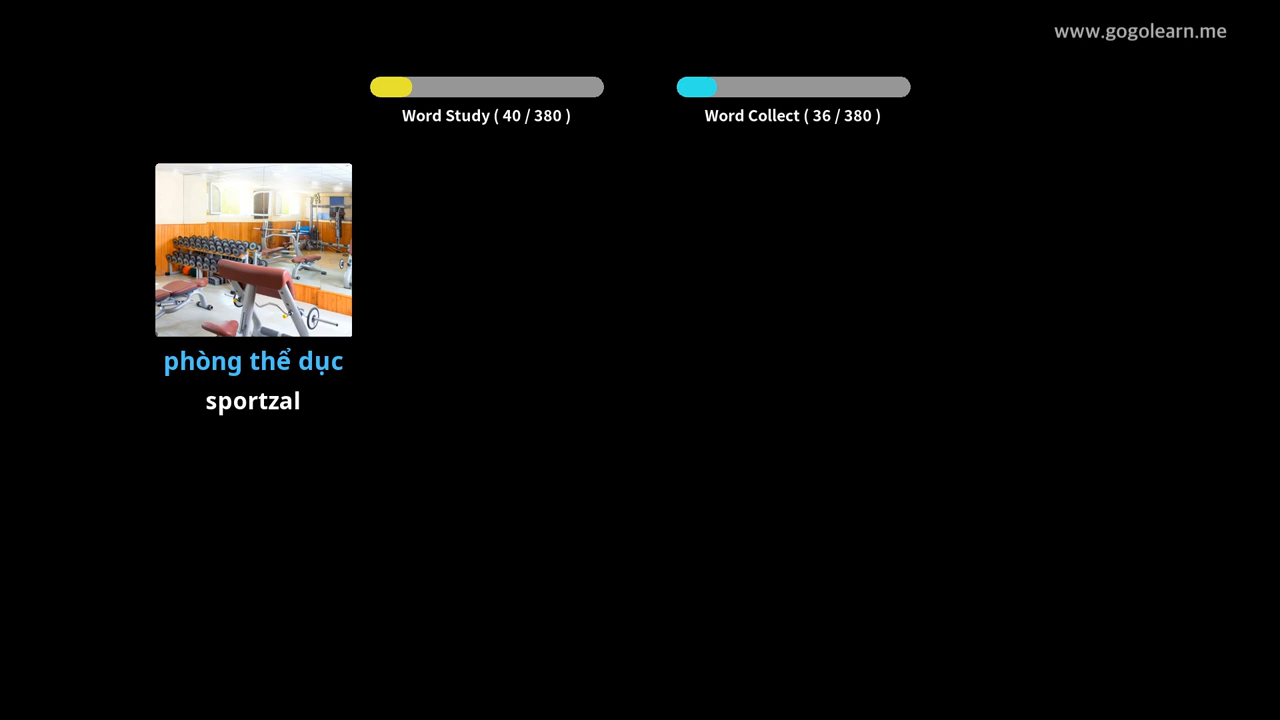 www.gogolearn.me
Word Study ( 40 / 380 )
Word Collect ( 36 / 380 )
phòng thể dục
sportzal